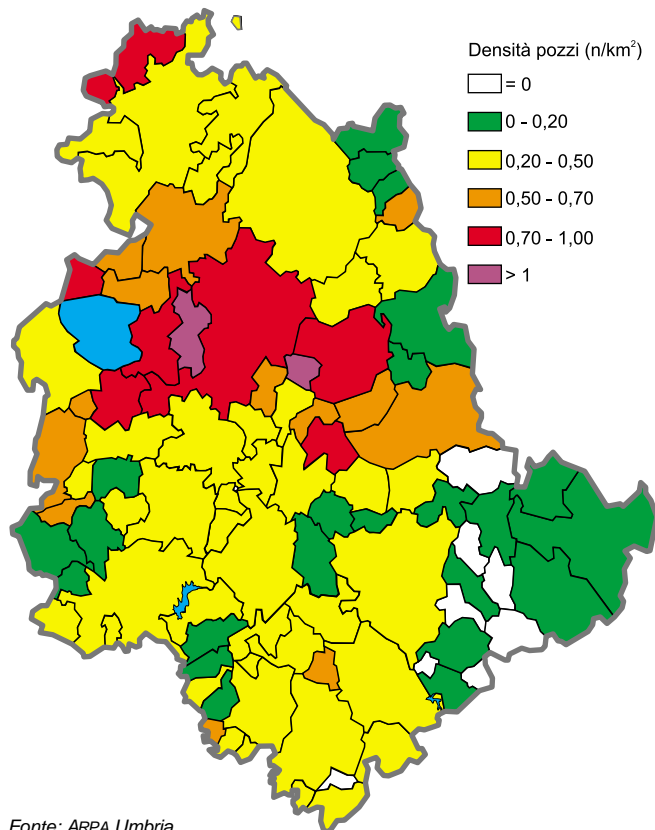 Densità pozzi (n/km²)
= 0
0 - 0,20
0,20 - 0,50
0,50 - 0,70
0,70 - 1,00
> 1
Fonte: ARPA Umbria